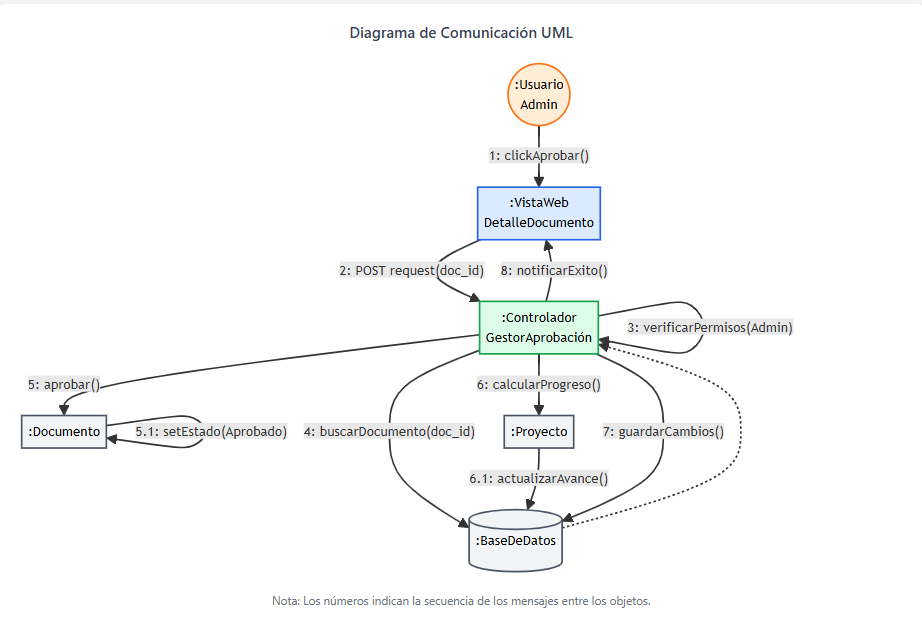 Diagrama de Comunicación UML
:Usuario
Admin
1: clickAprobar()
:VistaWeb
DetalleDocumento
2: POST request(doc_id)
8: notificarExito()
:Controlador
GestorAprobación
3: verificarPermisos(Admin)
5: aprobar()
6: calcularProgreso()
:Documento
5.1: setEstado(Aprobado)
4: buscarDocumento(doc_id)
:Proyecto
7: guardarCambios()
6.1: actualizarAvance()
:BaseDeDatos
Nota: Los números indican la secuencia de los mensajes entre los objetos.